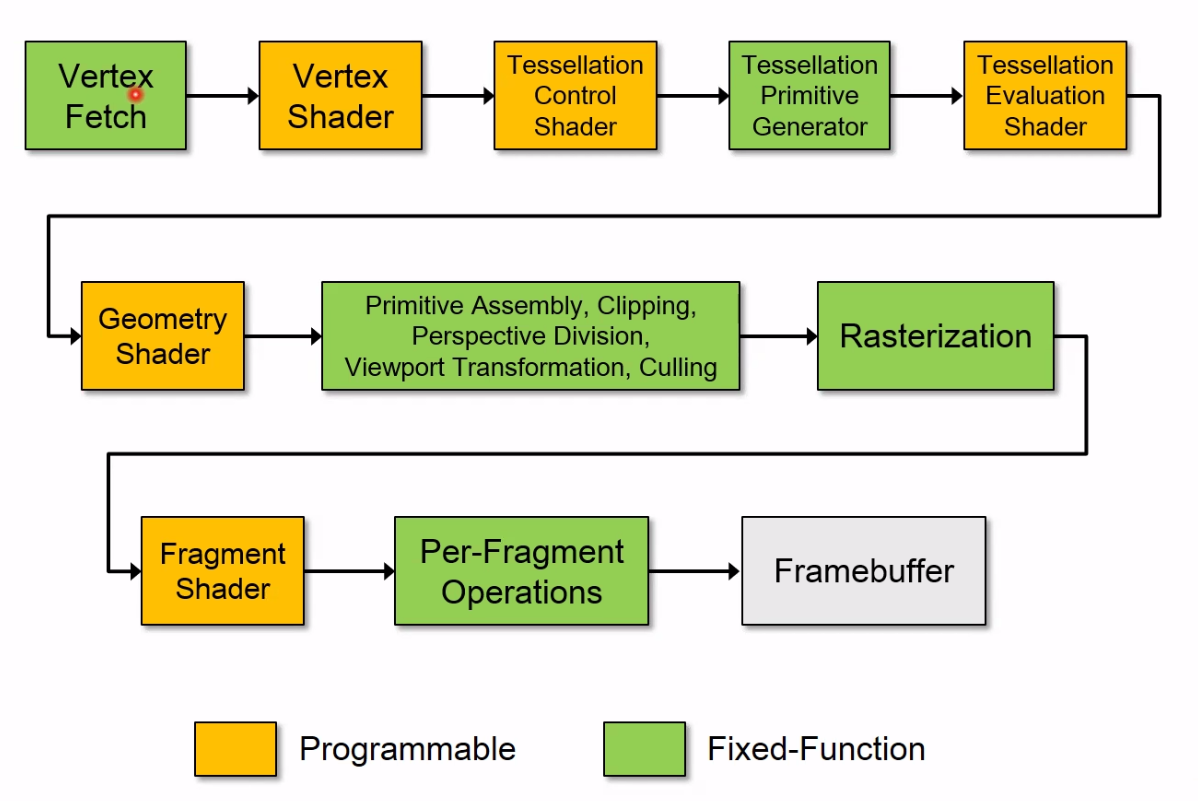 Vertex
Fetch
Vertex
Shader
Tessellation
Control
Shader
Tessellation
Primitive
Generator
Tessellation
Evaluation
Shader
Geometry
Shader
Primitive Assembly, Clipping,
Perspective Division,
Viewport Transformation, Culling
Rasterization
Fragment
Shader
Per-Fragment
Operations
Framebuffer
Programmable
Fixed-Function